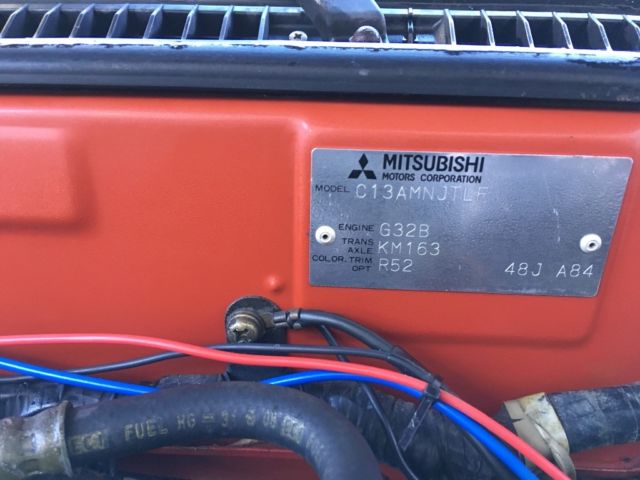 MITSUBISHI
MOTORS CORPORATION
MODEL C13AMNJTLF
ENGINE G32B
TRANS AXLE KM163
COLOR.TRIM OPT R52 48J A84
FUEL